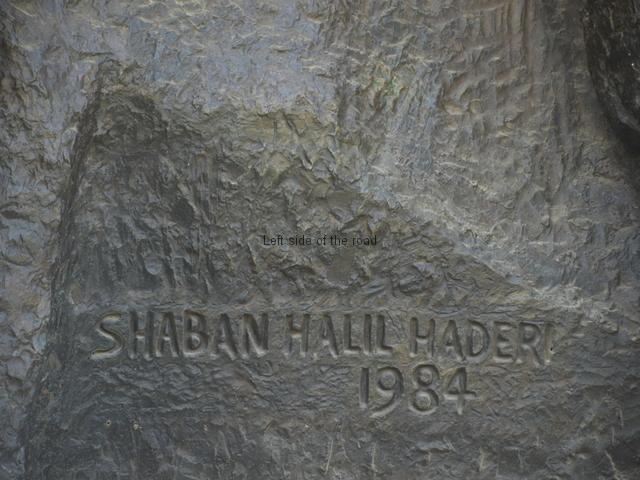 Left side of the road
SHABAN HALIL HADERI
1984